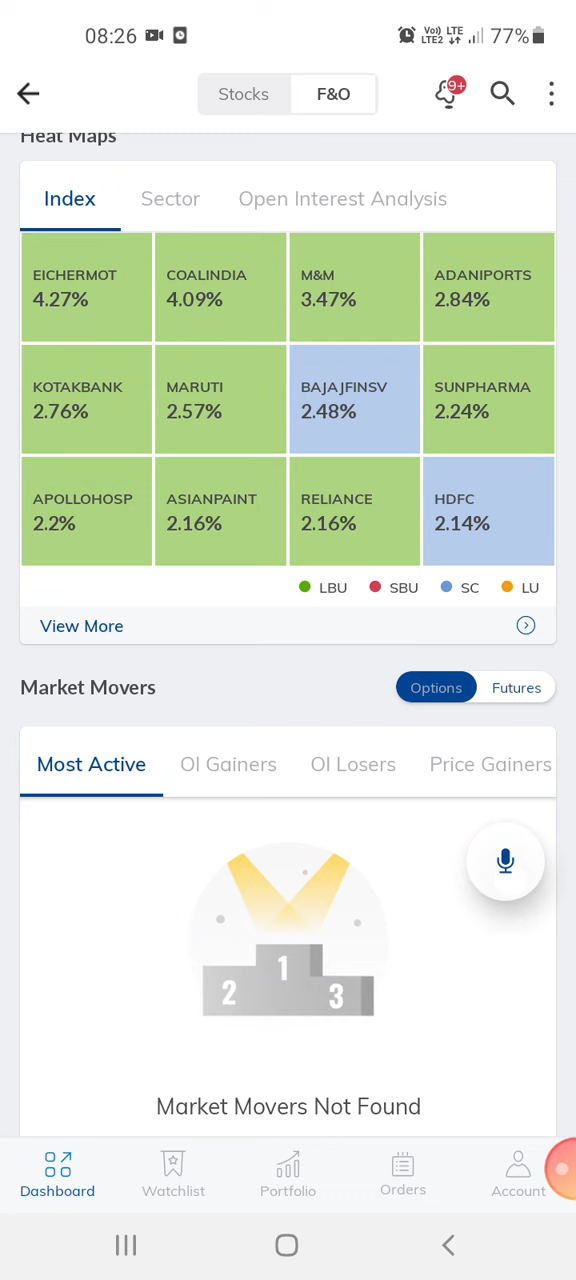 08:26
Vo) LTE
LTE2
77%
Stocks
F&O
9+
Heat Maps
Index
Sector
Open Interest Analysis
EICHERMOT
4.27%
COALINDIA
4.09%
M&M
3.47%
ADANIPORTS
2.84%
KOTAKBANK
2.76%
MARUTI
2.57%
BAJAJFINSV
2.48%
SUNPHARMA
2.24%
APOLLOHOSP
2.2%
ASIANPAINT
2.16%
RELIANCE
2.16%
HDFC
2.14%
LBU
SBU
SC
LU
View More
Market Movers
Options
Futures
Most Active
OI Gainers
OI Losers
Price Gainers
1
2
3
Market Movers Not Found
Dashboard
Watchlist
Portfolio
Orders
Account